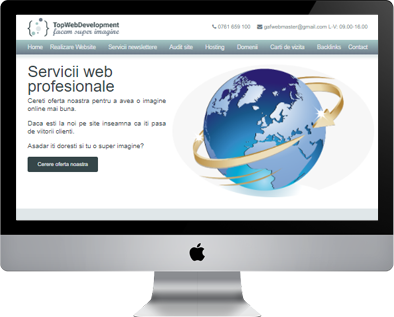 TopWebDevelopment
facem super imagine
0761 659 100 gafwebmaster@gmail.com L-V: 09.00-16.00
Home Realizare Website Servicii newslettere Audit site Hosting Domenii Carti de vizita Backlinks Contact
Servicii web
profesionale
Cereti oferta noastra pentru a avea o imagine
online mai buna.
Daca esti la noi pe site inseamna ca iti pasa
de viitorii clienti.
Asadar iti doresti si tu o super imagine?
Cerere oferta noastra